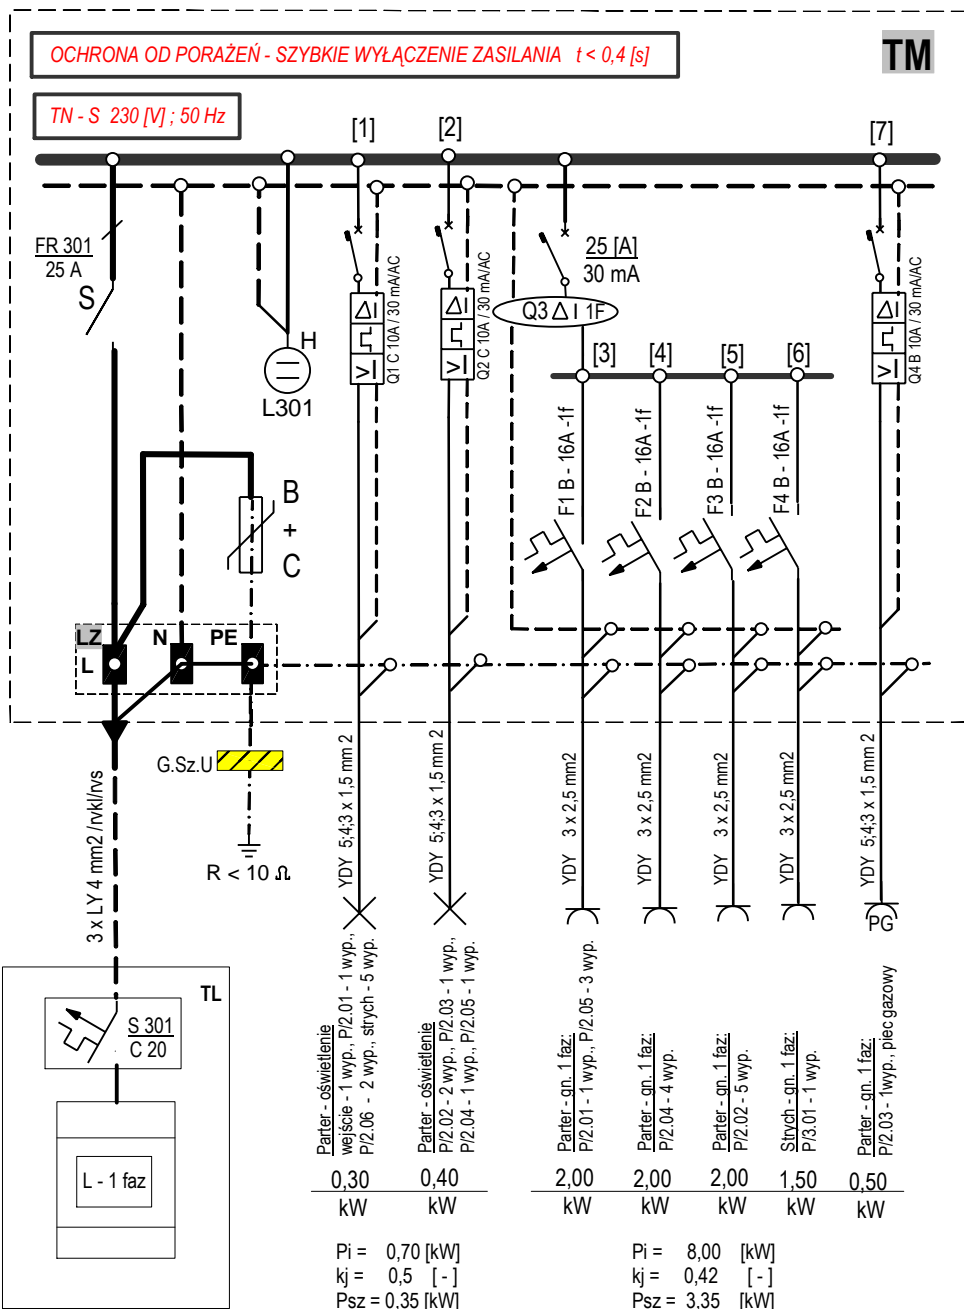 OCHRONA OD PORAŻEŃ - SZYBKIE WYŁĄCZENIE ZASILANIA t < 0,4 [s]
TM
TN - S 230 [V] ; 50 Hz
[1]
[2]
[7]
FR 301
25 A
S
25 [A]
30 mA
Q3 Δ I 1F
H
L301
ΔI
V
Q1 C 10A / 30 mA/AC
ΔI
V
Q2 C 10A / 30 mA/AC
ΔI
V
Q4 B 10A / 30 mA/AC
[3]
[4]
[5]
[6]
F1 B - 16A -1f
F2 B - 16A -1f
F3 B - 16A -1f
F4 B - 16A -1f
B
+
C
LZ
N
PE
L
G.Sz.U
R < 10 Ω
3 x LY 4 mm2 /rvkl/rvs
YDY 5;4;3 x 1,5 mm 2
YDY 5;4;3 x 1,5 mm 2
YDY 3 x 2,5 mm2
YDY 3 x 2,5 mm2
YDY 3 x 2,5 mm2
YDY 3 x 2,5 mm2
YDY 5;4;3 x 1,5 mm 2
PG
TL
S 301
C 20
L - 1 faz
Parter - oświetlenie
wejście - 1 wyp., P/2.01 - 1 wyp.,
P/2.06 - 2 wyp., strych - 5 wyp.
Parter - oświetlenie
P/2.02 - 2 wyp., P/2.03 - 1 wyp.,
P/2.04 - 1 wyp., P/2.05 - 1 wyp.
Parter - gn. 1 faz:
P/2.01 - 1 wyp., P/2.05 - 3 wyp.
Parter - gn. 1 faz:
P/2.04 - 4 wyp.
Parter - gn. 1 faz:
P/2.02 - 5 wyp.
Strych - gn. 1 faz:
P/3.01 - 1 wyp.
Parter - gn. 1 faz:
P/2.03 - 1wyp., piec gazowy
0,30 0,40 2,00 2,00 2,00 1,50 0,50
kW kW kW kW kW kW kW
Pi = 0,70 [kW]
kj = 0,5 [ - ]
Psz = 0,35 [kW]
Pi = 8,00 [kW]
kj = 0,42 [ - ]
Psz = 3,35 [kW]